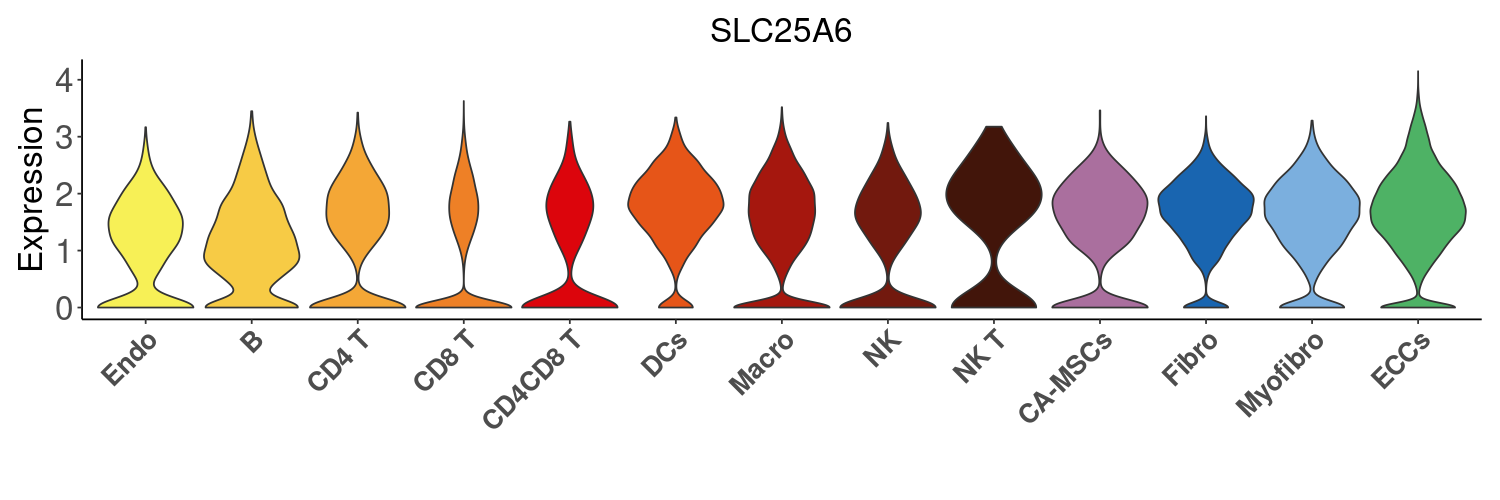 SLC25A6
Expression
4
3
2
1
0
Endo
B
CD4 T
CD8 T
CD4CD8 T
DCs
Macro
NK
NK T
CA-MSCs
Fibro
Myofibro
ECCs